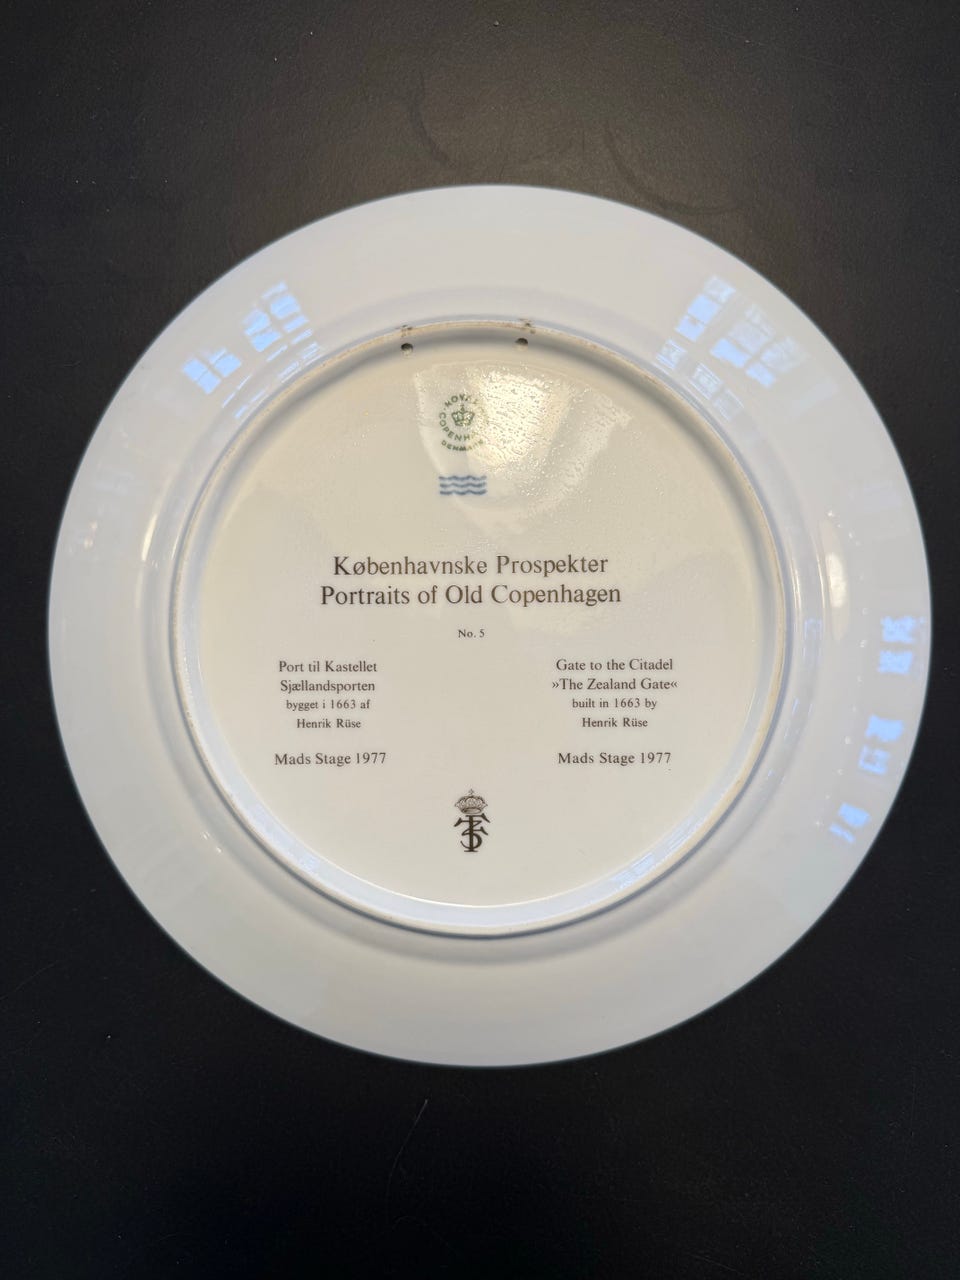 ROYAL
COPENHAGEN
DENMARK
Københavnske Prospekter
Portraits of Old Copenhagen
No. 5
Port til Kastellet
Sjællandsporten
bygget i 1663 af
Henrik Rüse
Mads Stage 1977
Gate to the Citadel
»The Zealand Gate«
built in 1663 by
Henrik Rüse
Mads Stage 1977